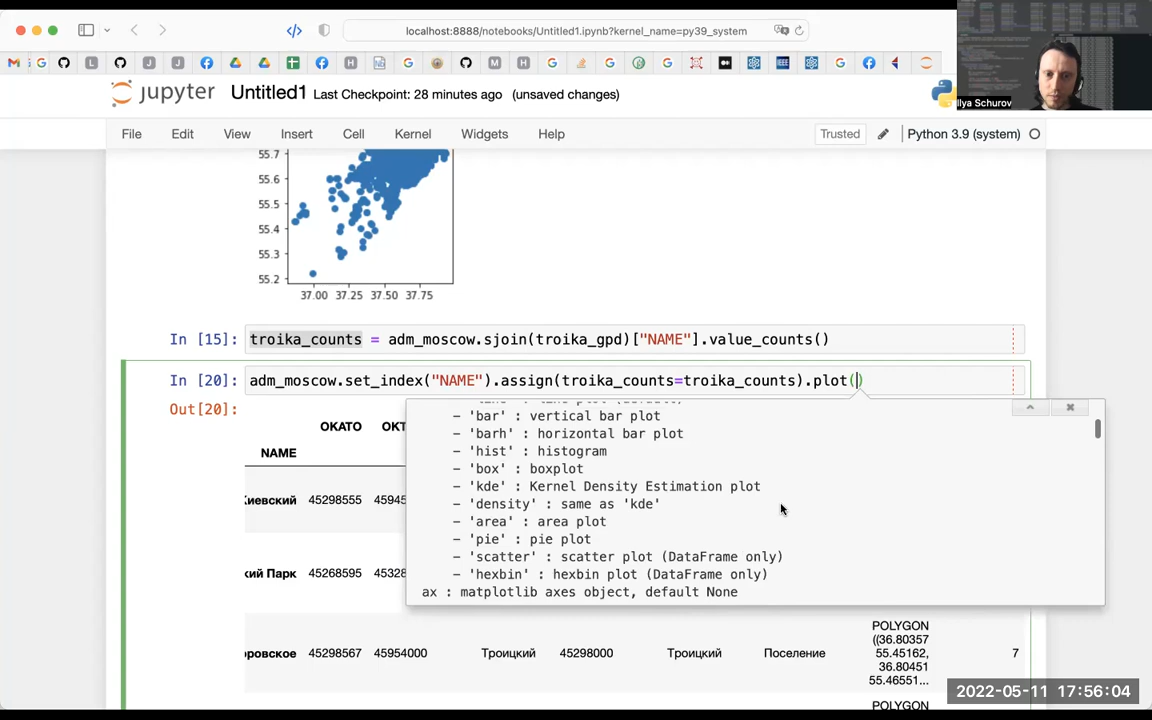 localhost:8888/notebooks/Untitled1.ipynb?kernel_name=py39_system
jupyter Untitled1 Last Checkpoint: 28 minutes ago (unsaved changes)
Ilya Schurov
File Edit View Insert Cell Kernel Widgets Help Trusted Python 3.9 (system)
55.7
55.6
55.5
55.4
55.3
55.2
37.00 37.25 37.50 37.75
In [15]: troika_counts = adm_moscow.sjoin(troika_gpd)["NAME"].value_counts()
In [20]: adm_moscow.set_index("NAME").assign(troika_counts=troika_counts).plot()
Out[20]:
- 'bar' : vertical bar plot
- 'barh' : horizontal bar plot
- 'hist' : histogram
- 'box' : boxplot
- 'kde' : Kernel Density Estimation plot
- 'density' : same as 'kde'
- 'area' : area plot
- 'pie' : pie plot
- 'scatter' : scatter plot (DataFrame only)
- 'hexbin' : hexbin plot (DataFrame only)
ax : matplotlib axes object, default None
OKATO OKT
NAME
Киевский 45298555 4594
кий Парк 45268595 45328
оровское 45298567 45954000 Троицкий 45298000 Троицкий Поселение
POLYGON
((36.80357
55.45162,
36.80451
55.46551...
7
POLYGON
2022-05-11 17:56:04